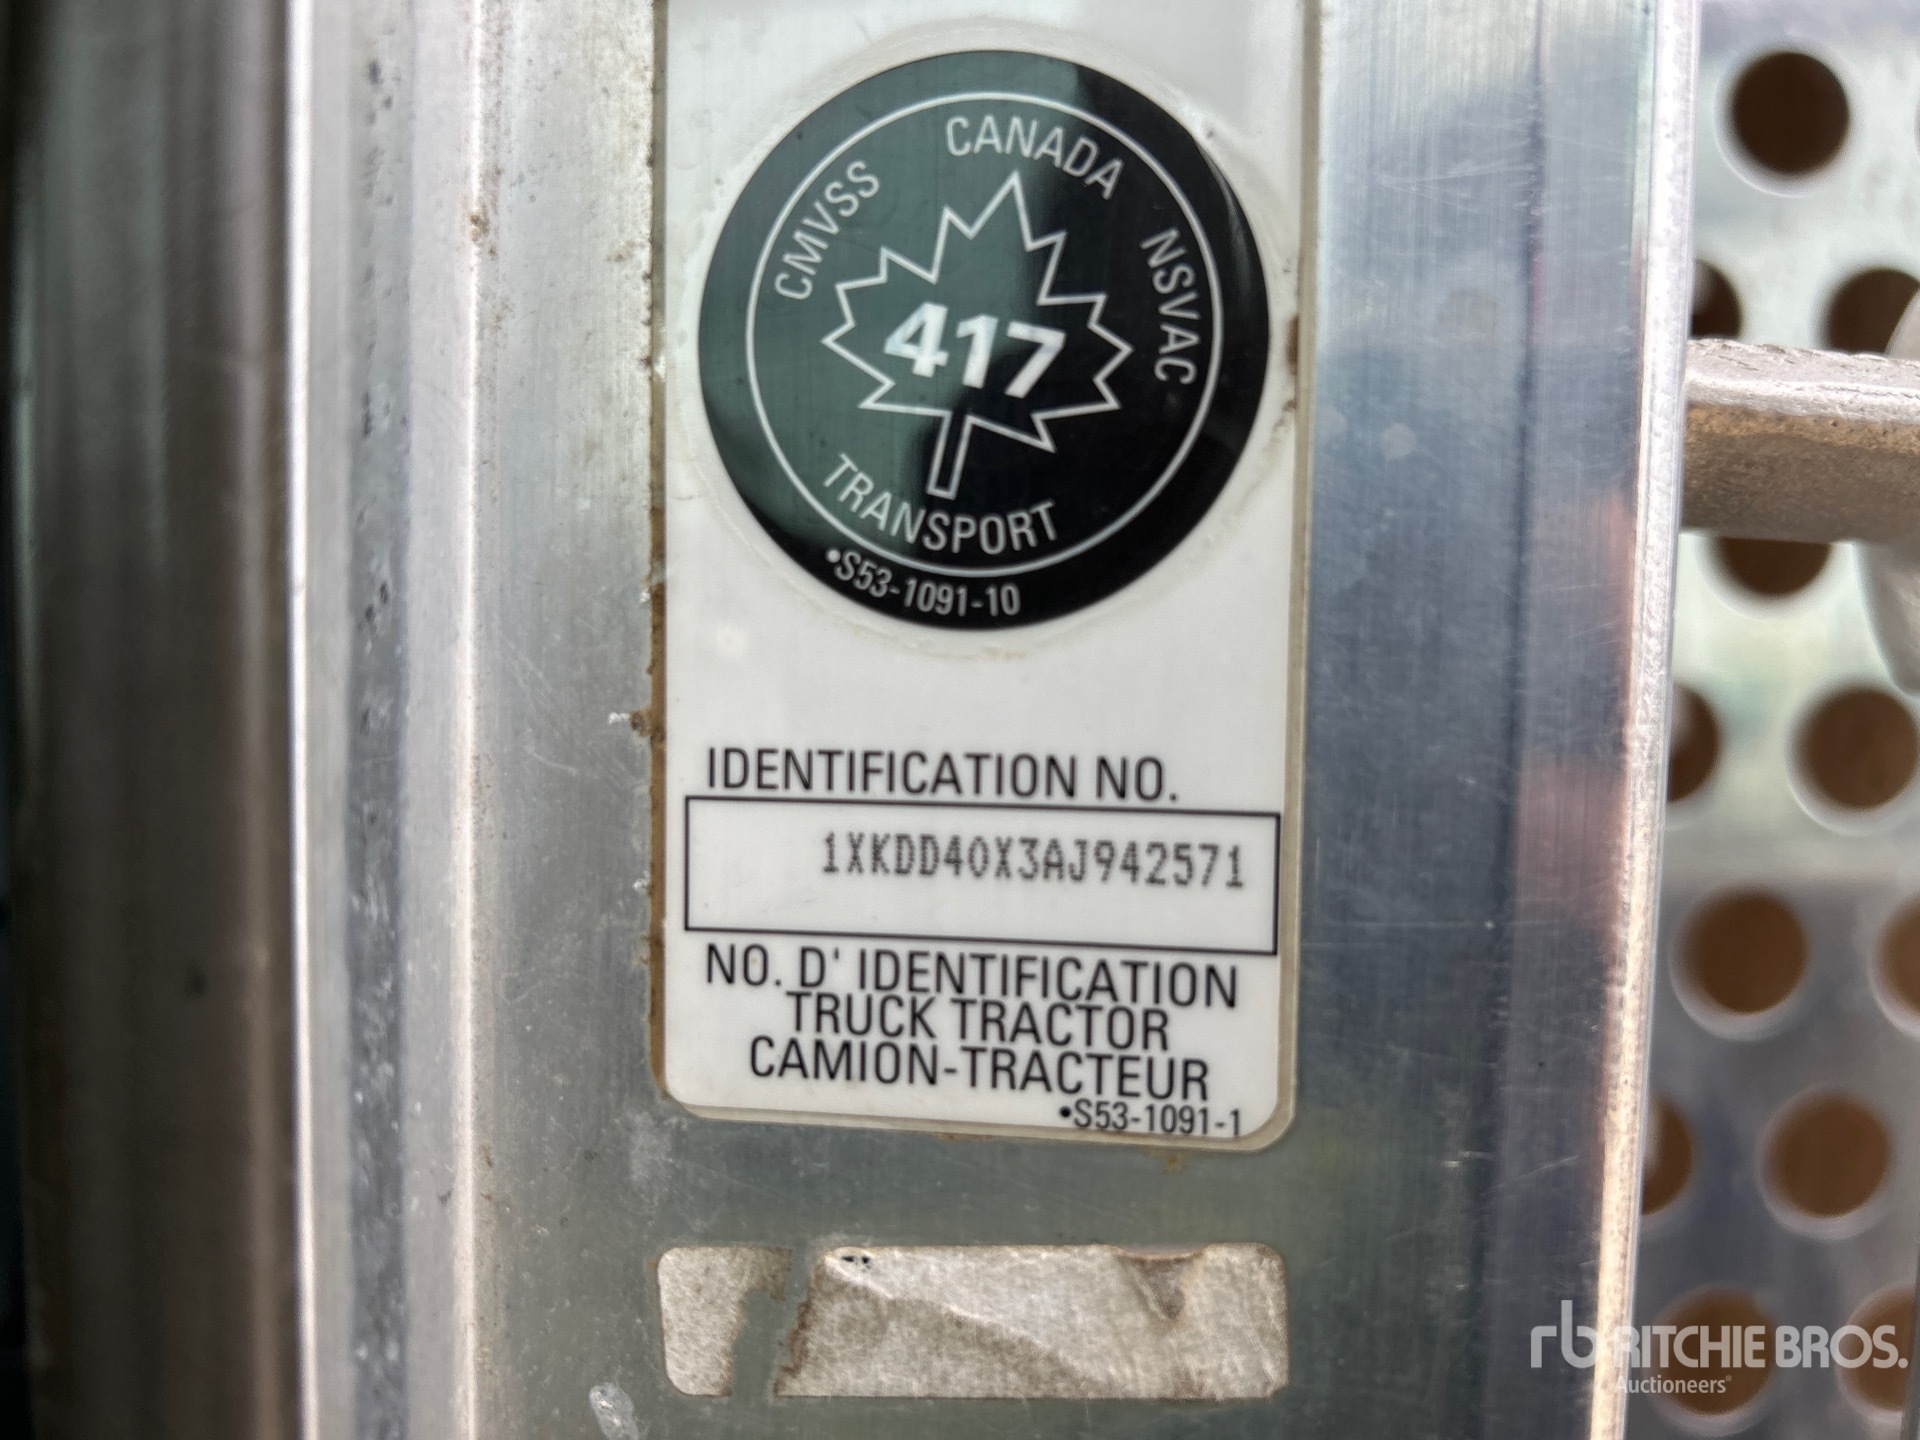 CMVSS CANADA NSVAC
417
TRANSPORT
•S53-1091-10
IDENTIFICATION NO.
1XKDD40X3AJ942571
NO. D' IDENTIFICATION
TRUCK TRACTOR
CAMION-TRACTEUR
•S53-1091-1
rb RITCHIE BROS.
Auctioneers®